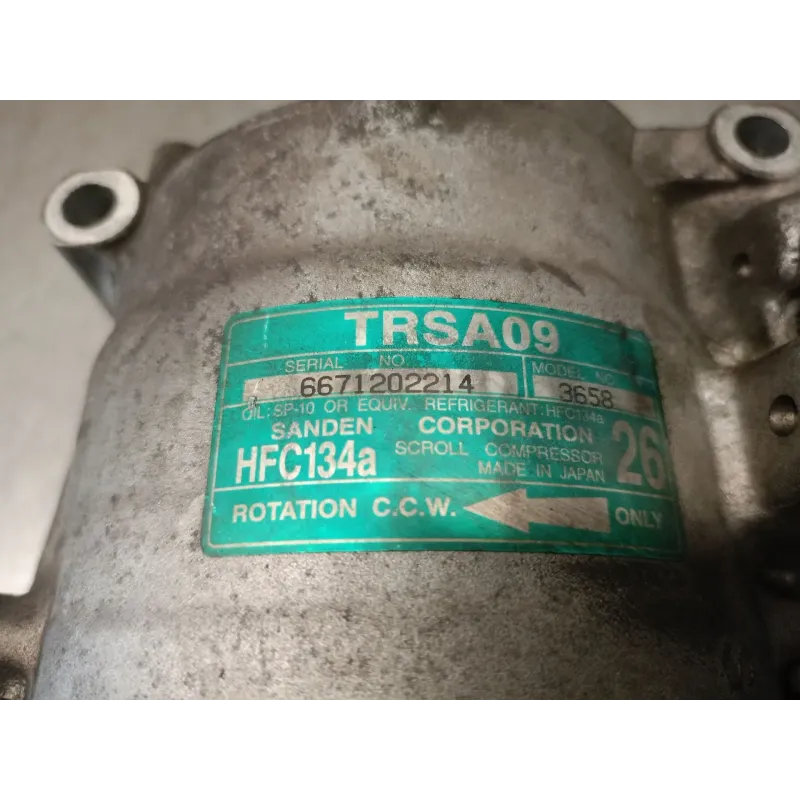 TRSA09
SERIAL NO. MODEL NO.
6671202214 3658
OIL: SP-10 OR EQUIV. REFRIGERANT: HFC134a
SANDEN CORPORATION
HFC134a SCROLL COMPRESSOR 26
MADE IN JAPAN
ROTATION C.C.W. ONLY